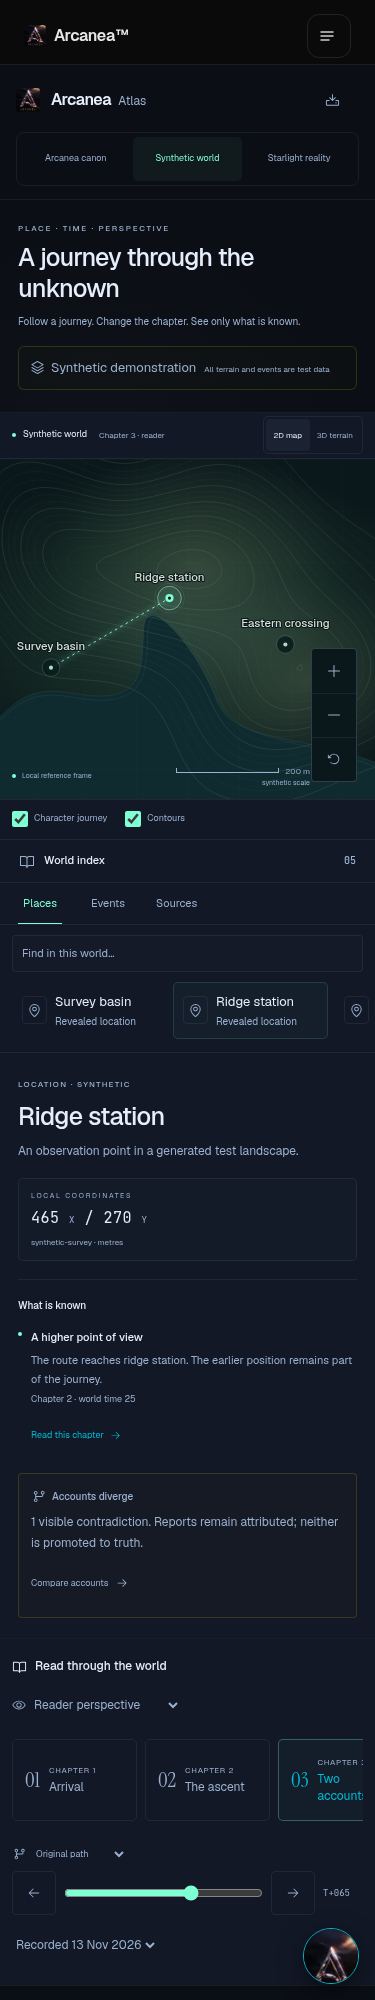 Arcanea™
Arcanea Atlas
Arcanea canon Synthetic world Starlight reality
PLACE · TIME · PERSPECTIVE
A journey through the
unknown
Follow a journey. Change the chapter. See only what is known.
Synthetic demonstration All terrain and events are test data
Synthetic world Chapter 3 · reader 2D map 3D terrain
Ridge station
Eastern crossing
Survey basin
Local reference frame
200 m
synthetic scale
Character journey Contours
World index 05
Places Events Sources
Find in this world...
Survey basin
Revealed location
Ridge station
Revealed location
LOCATION · SYNTHETIC
Ridge station
An observation point in a generated test landscape.
LOCAL COORDINATES
465 X / 270 Y
synthetic-survey · metres
What is known
A higher point of view
The route reaches ridge station. The earlier position remains part
of the journey.
Chapter 2 · world time 25
Read this chapter →
Accounts diverge
1 visible contradiction. Reports remain attributed; neither
is promoted to truth.
Compare accounts →
Read through the world
Reader perspective
01 CHAPTER 1
Arrival
02 CHAPTER 2
The ascent
03 CHAPTER
Two
accounts
Original path
← → T+065
Recorded 13 Nov 2026